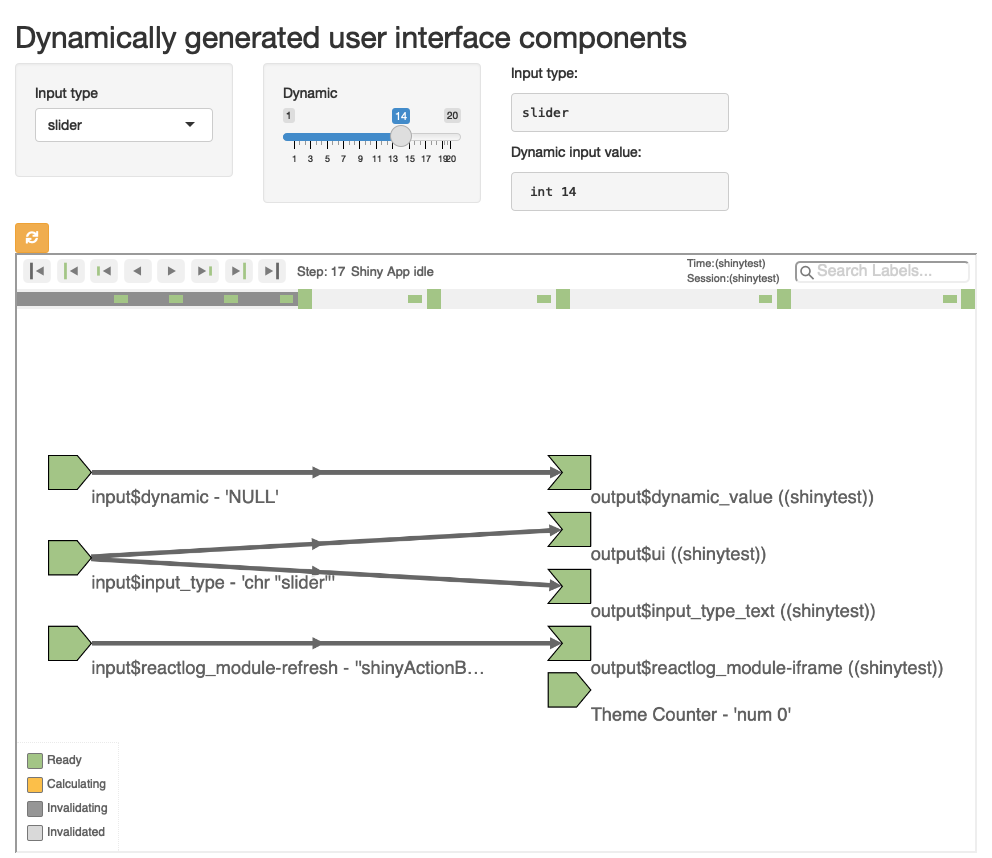 Dynamically generated user interface components
Input type
slider
Dynamic
1 14 20
1 3 5 7 9 11 13 15 17 19 20
Input type:
slider
Dynamic input value:
int 14
Step: 17 Shiny App idle
Time:(shinytest)
Session:(shinytest)
Search Labels...
input$dynamic - 'NULL'
output$dynamic_value ((shinytest))
output$ui ((shinytest))
input$input_type - 'chr "slider"'
output$input_type_text ((shinytest))
input$reactlog_module-refresh - "shinyActionB…
output$reactlog_module-iframe ((shinytest))
Theme Counter - 'num 0'
Ready
Calculating
Invalidating
Invalidated